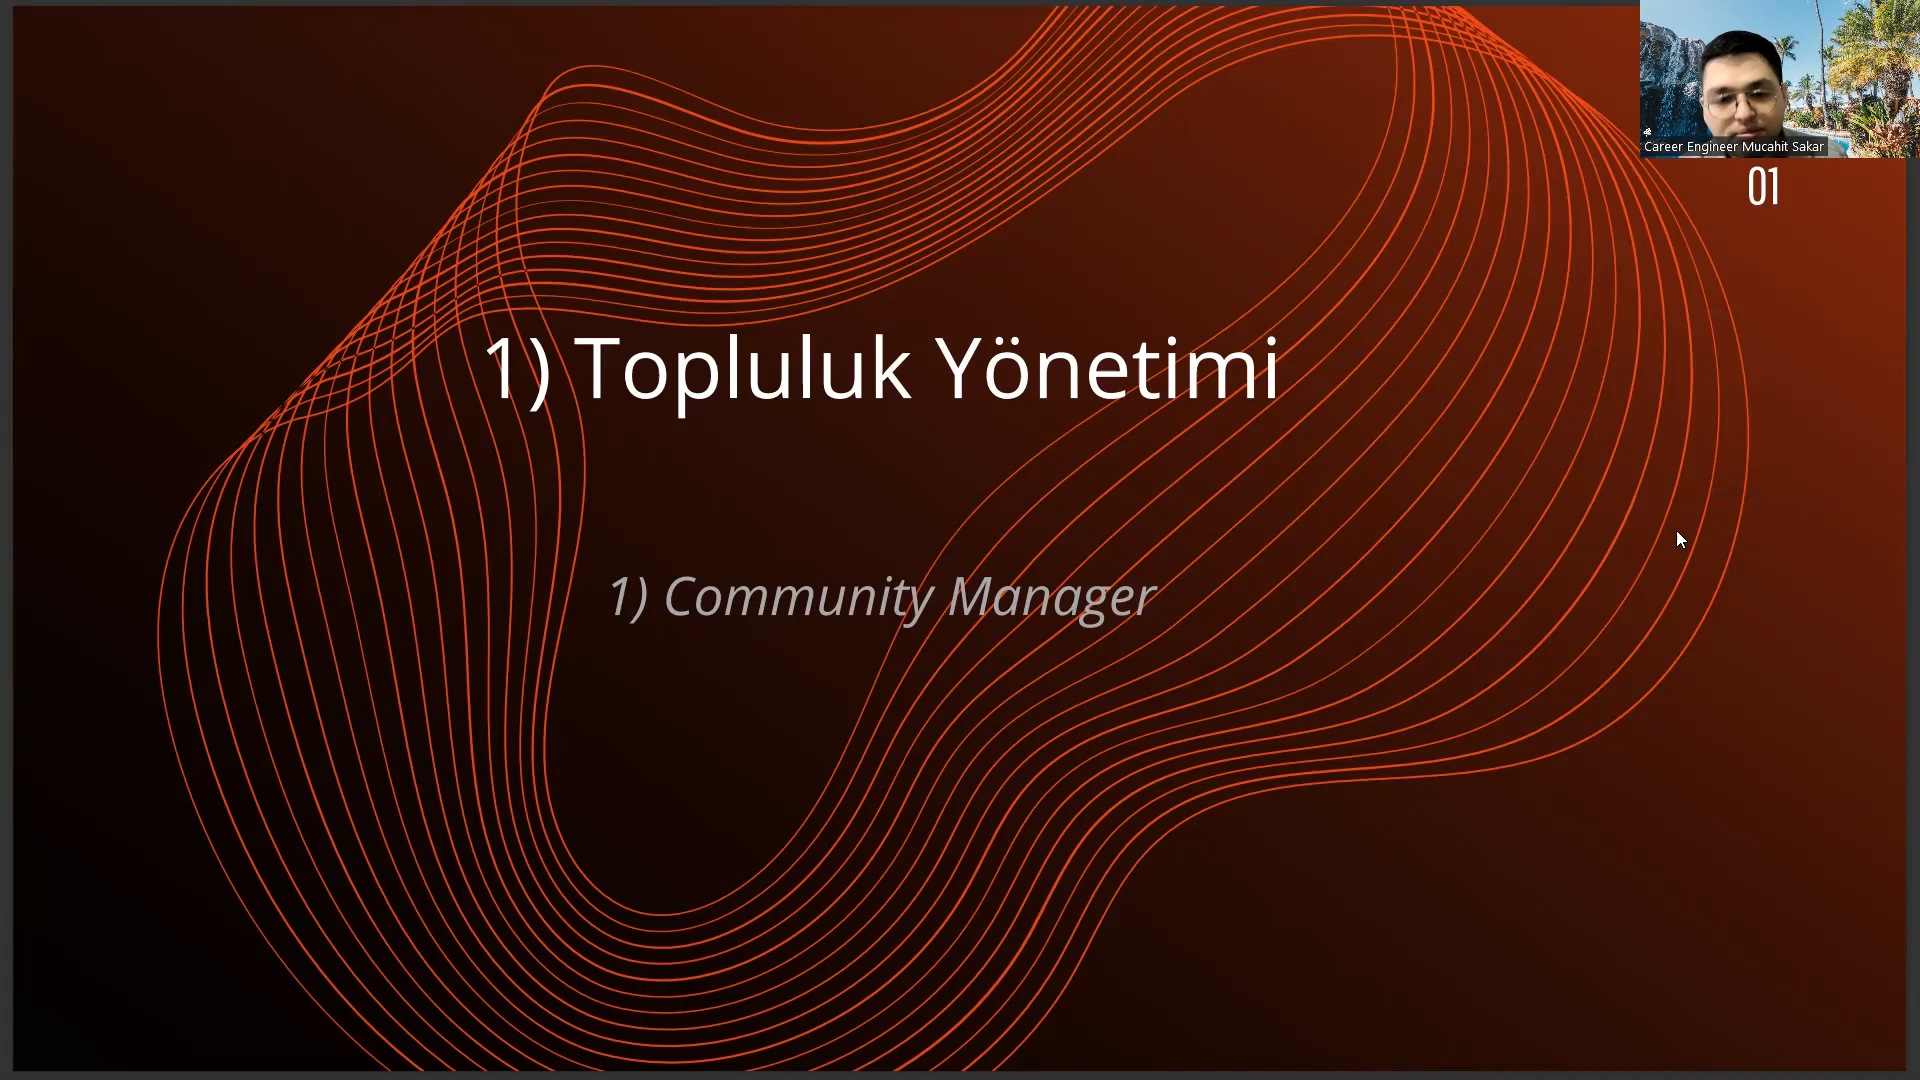 Career Engineer Mucahit Sakar
01
1) Topluluk Yönetimi
1) Community Manager